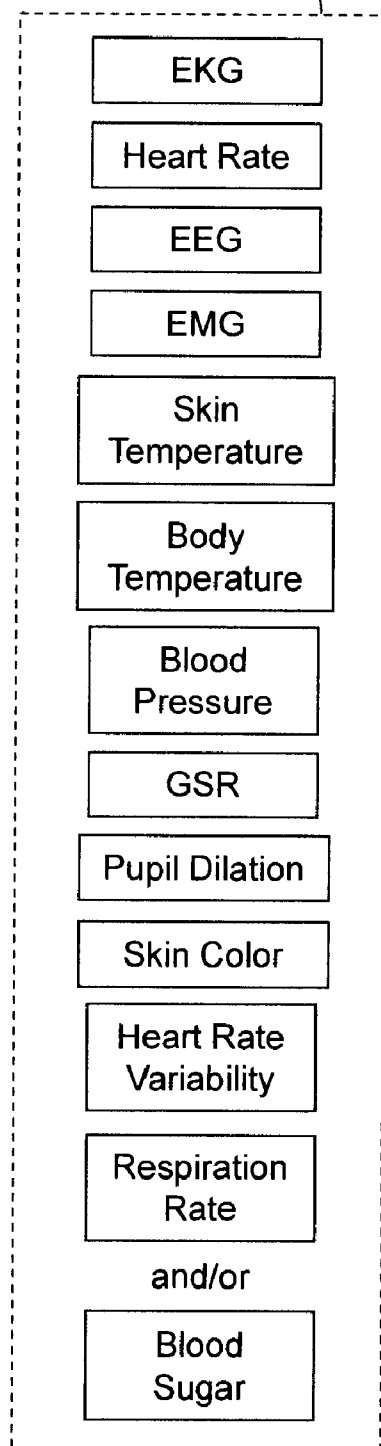 EKG
Heart Rate
EEG
EMG
Skin
Temperature
Body
Temperature
Blood
Pressure
GSR
Pupil Dilation
Skin Color
Heart Rate
Variability
Respiration
Rate
and/or
Blood
Sugar